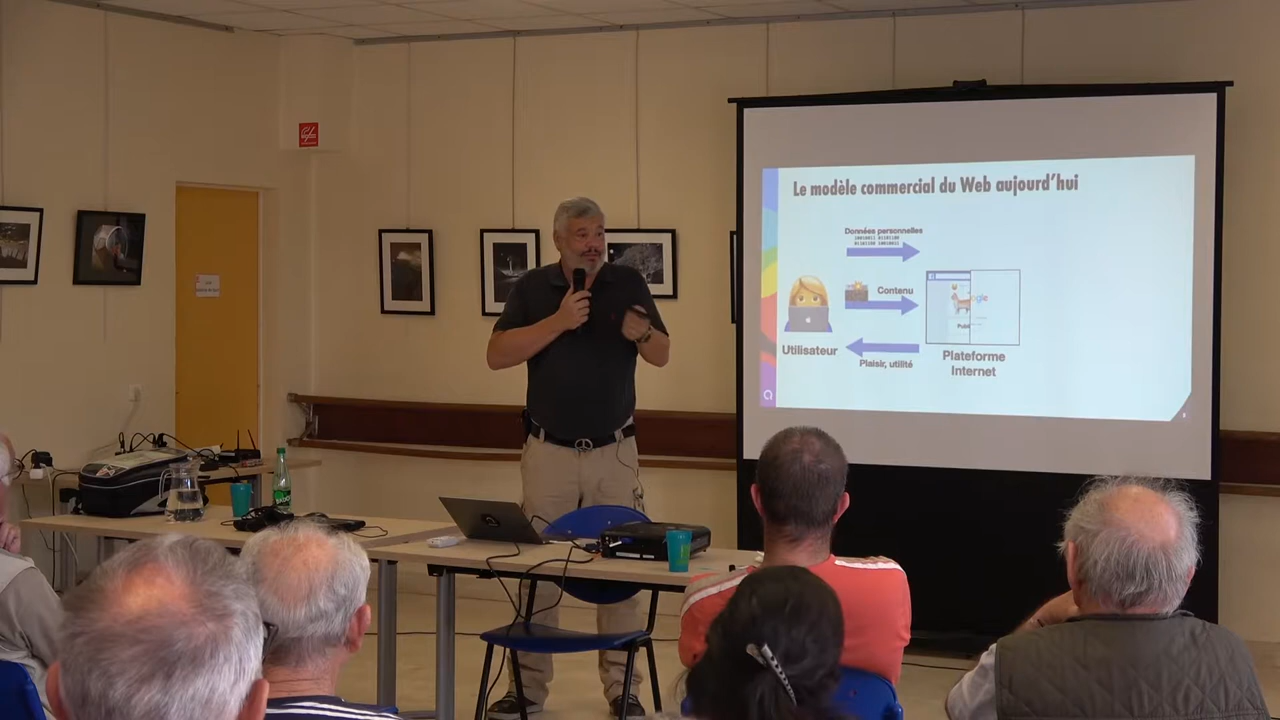 Le modèle commercial du Web aujourd'hui
Données personnelles
Contenu
Utilisateur
Plaisir, utilité
Plateforme
Internet